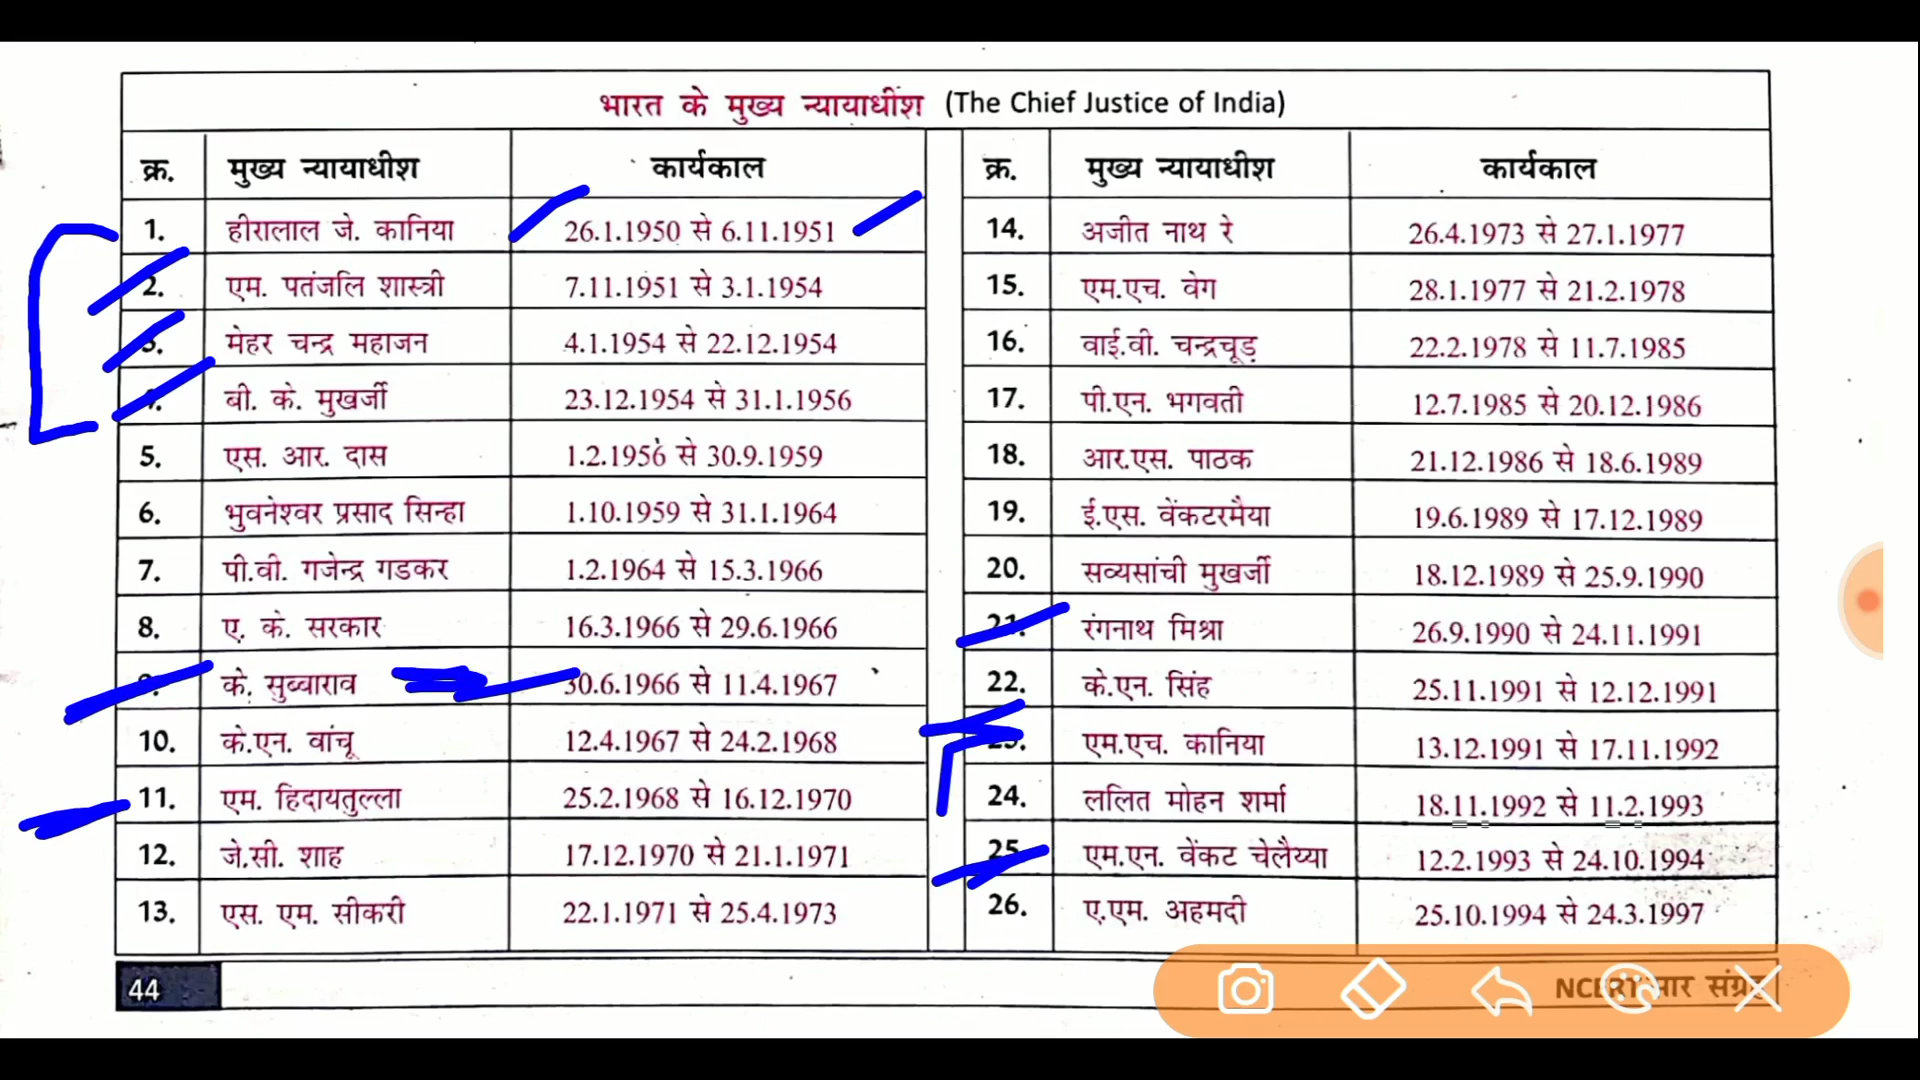 भारत के मुख्य न्यायाधीश (The Chief Justice of India)
क्र. मुख्य न्यायाधीश कार्यकाल क्र. मुख्य न्यायाधीश कार्यकाल
1. हीरालाल जे. कानिया 26.1.1950 से 6.11.1951 14. अजीत नाथ रे 26.4.1973 से 27.1.1977
2. एम. पतंजलि शास्त्री 7.11.1951 से 3.1.1954 15. एम.एच. वेग 28.1.1977 से 21.2.1978
3. मेहर चन्द्र महाजन 4.1.1954 से 22.12.1954 16. वाई.वी. चन्द्रचूड़ 22.2.1978 से 11.7.1985
4. बी. के. मुखर्जी 23.12.1954 से 31.1.1956 17. पी.एन. भगवती 12.7.1985 से 20.12.1986
5. एस. आर. दास 1.2.1956 से 30.9.1959 18. आर.एस. पाठक 21.12.1986 से 18.6.1989
6. भुवनेश्वर प्रसाद सिन्हा 1.10.1959 से 31.1.1964 19. ई.एस. वेंकटरमैया 19.6.1989 से 17.12.1989
7. पी.वी. गजेन्द्र गडकर 1.2.1964 से 15.3.1966 20. सव्यसांची मुखर्जी 18.12.1989 से 25.9.1990
8. ए. के. सरकार 16.3.1966 से 29.6.1966 21. रंगनाथ मिश्रा 26.9.1990 से 24.11.1991
9. के. सुब्बाराव 30.6.1966 से 11.4.1967 22. के.एन. सिंह 25.11.1991 से 12.12.1991
10. के.एन. वांचू 12.4.1967 से 24.2.1968 23. एम.एच. कानिया 13.12.1991 से 17.11.1992
11. एम. हिदायतुल्ला 25.2.1968 से 16.12.1970 24. ललित मोहन शर्मा 18.11.1992 से 11.2.1993
12. जे.सी. शाह 17.12.1970 से 21.1.1971 25. एम.एन. वेंकट चेलैय्या 12.2.1993 से 24.10.1994
13. एस. एम. सीकरी 22.1.1971 से 25.4.1973 26. ए.एम. अहमदी 25.10.1994 से 24.3.1997
44 NCERT सार संग्रह